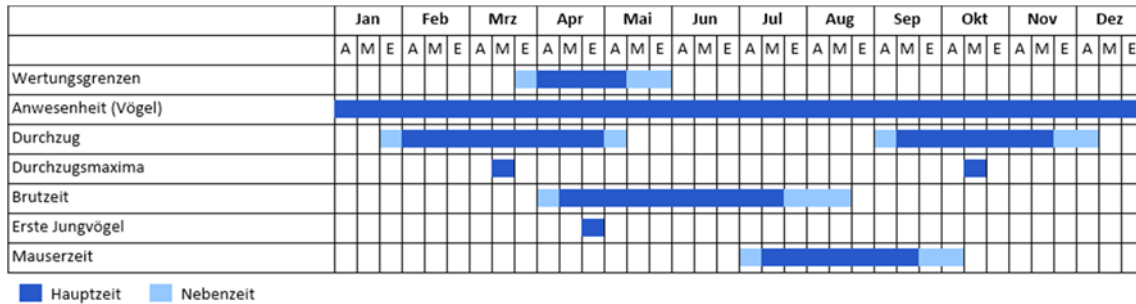 Jan Feb Mrz Apr Mai Jun Jul Aug Sep Okt Nov Dez
A M E A M E A M E A M E A M E A M E A M E A M E A M E A M E A M E A M E
Wertungsgrenzen
Anwesenheit (Vögel)
Durchzug
Durchzugsmaxima
Brutzeit
Erste Jungvögel
Mauserzeit
Hauptzeit Nebenzeit